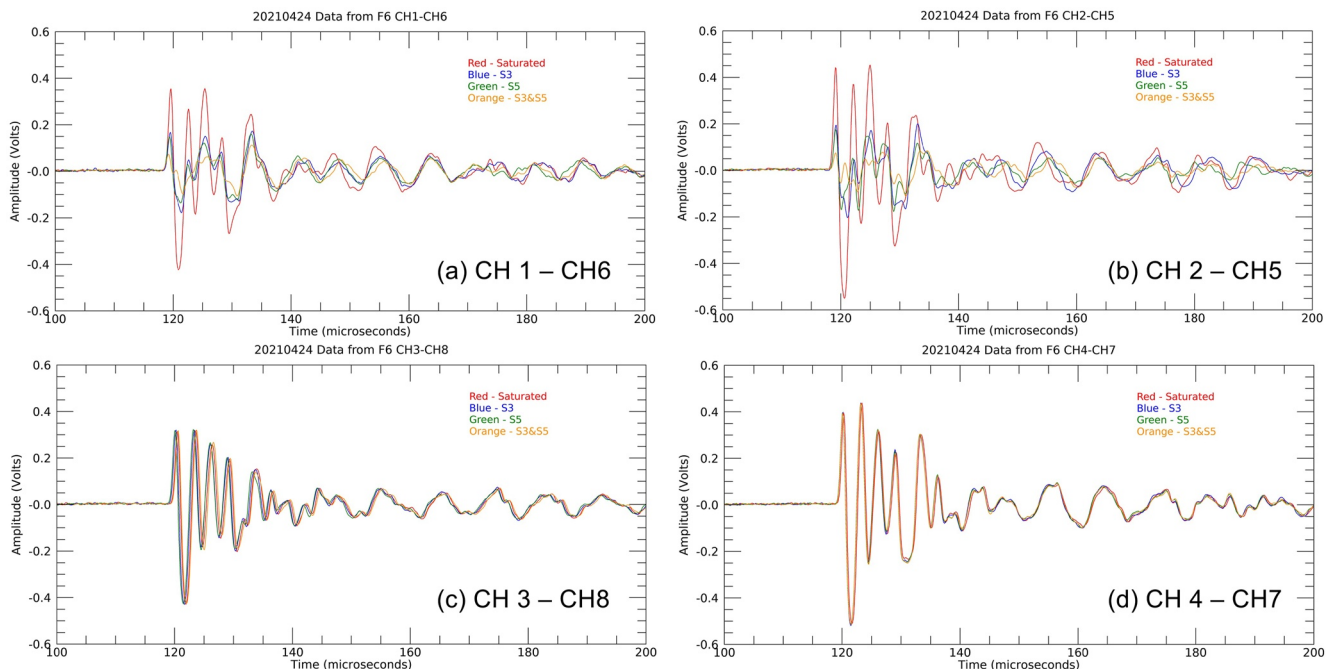 20210424 Data from F6 CH1-CH6
0.6
0.4
0.2
-0.0
-0.2
-0.4
-0.6
Amplitude (Volts)
Red - Saturated
Blue - S3
Green - S5
Orange - S3&S5
(a) CH 1 – CH6
100 120 140 160 180 200
Time (microseconds)
20210424 Data from F6 CH2-CH5
0.6
0.4
0.2
-0.0
-0.2
-0.4
-0.6
Amplitude (Volts)
Red - Saturated
Blue - S3
Green - S5
Orange - S3&S5
(b) CH 2 – CH5
100 120 140 160 180 200
Time (microseconds)
20210424 Data from F6 CH3-CH8
0.6
0.4
0.2
-0.0
-0.2
-0.4
-0.6
Amplitude (Volts)
Red - Saturated
Blue - S3
Green - S5
Orange - S3&S5
(c) CH 3 – CH8
100 120 140 160 180 200
Time (microseconds)
20210424 Data from F6 CH4-CH7
0.6
0.4
0.2
-0.0
-0.2
-0.4
-0.6
Amplitude (Volts)
Red - Saturated
Blue - S3
Green - S5
Orange - S3&S5
(d) CH 4 – CH7
100 120 140 160 180 200
Time (microseconds)